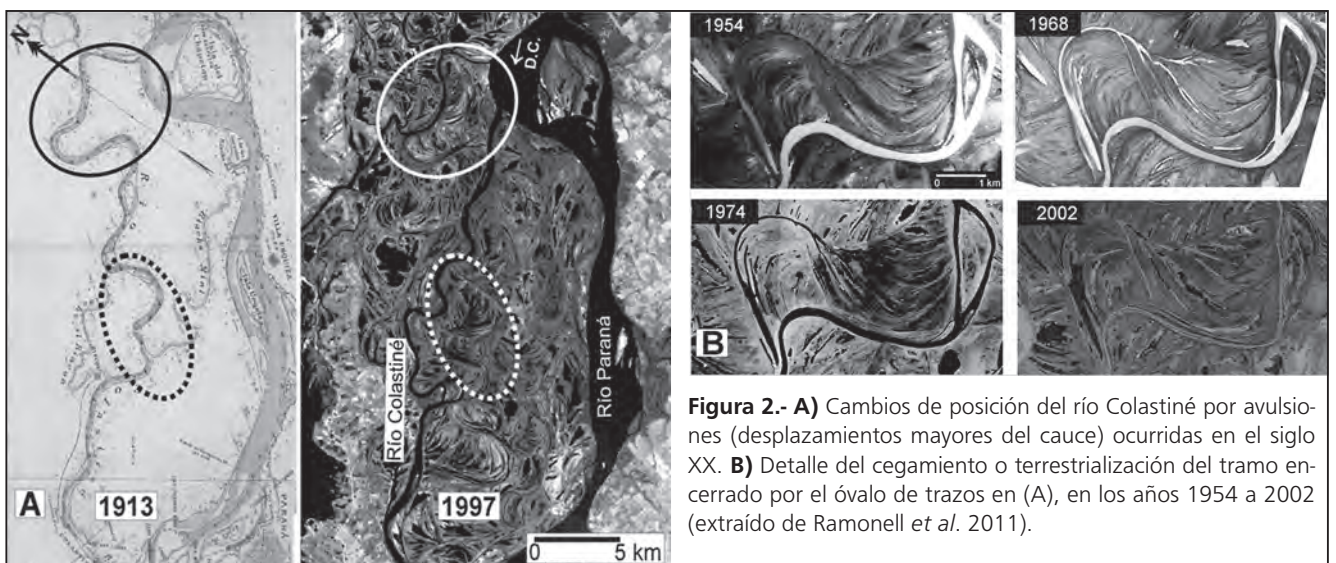 N
1913
A
D.C.
Río Colastiné
Río Paraná
1997
0 5 km
1954
0 1 km
1968
1974
B
2002
Figura 2.- A) Cambios de posición del río Colastiné por avulsio-
nes (desplazamientos mayores del cauce) ocurridas en el siglo
XX. B) Detalle del cegamiento o terrestrialización del tramo en-
cerrado por el óvalo de trazos en (A), en los años 1954 a 2002
(extraído de Ramonell et al. 2011).